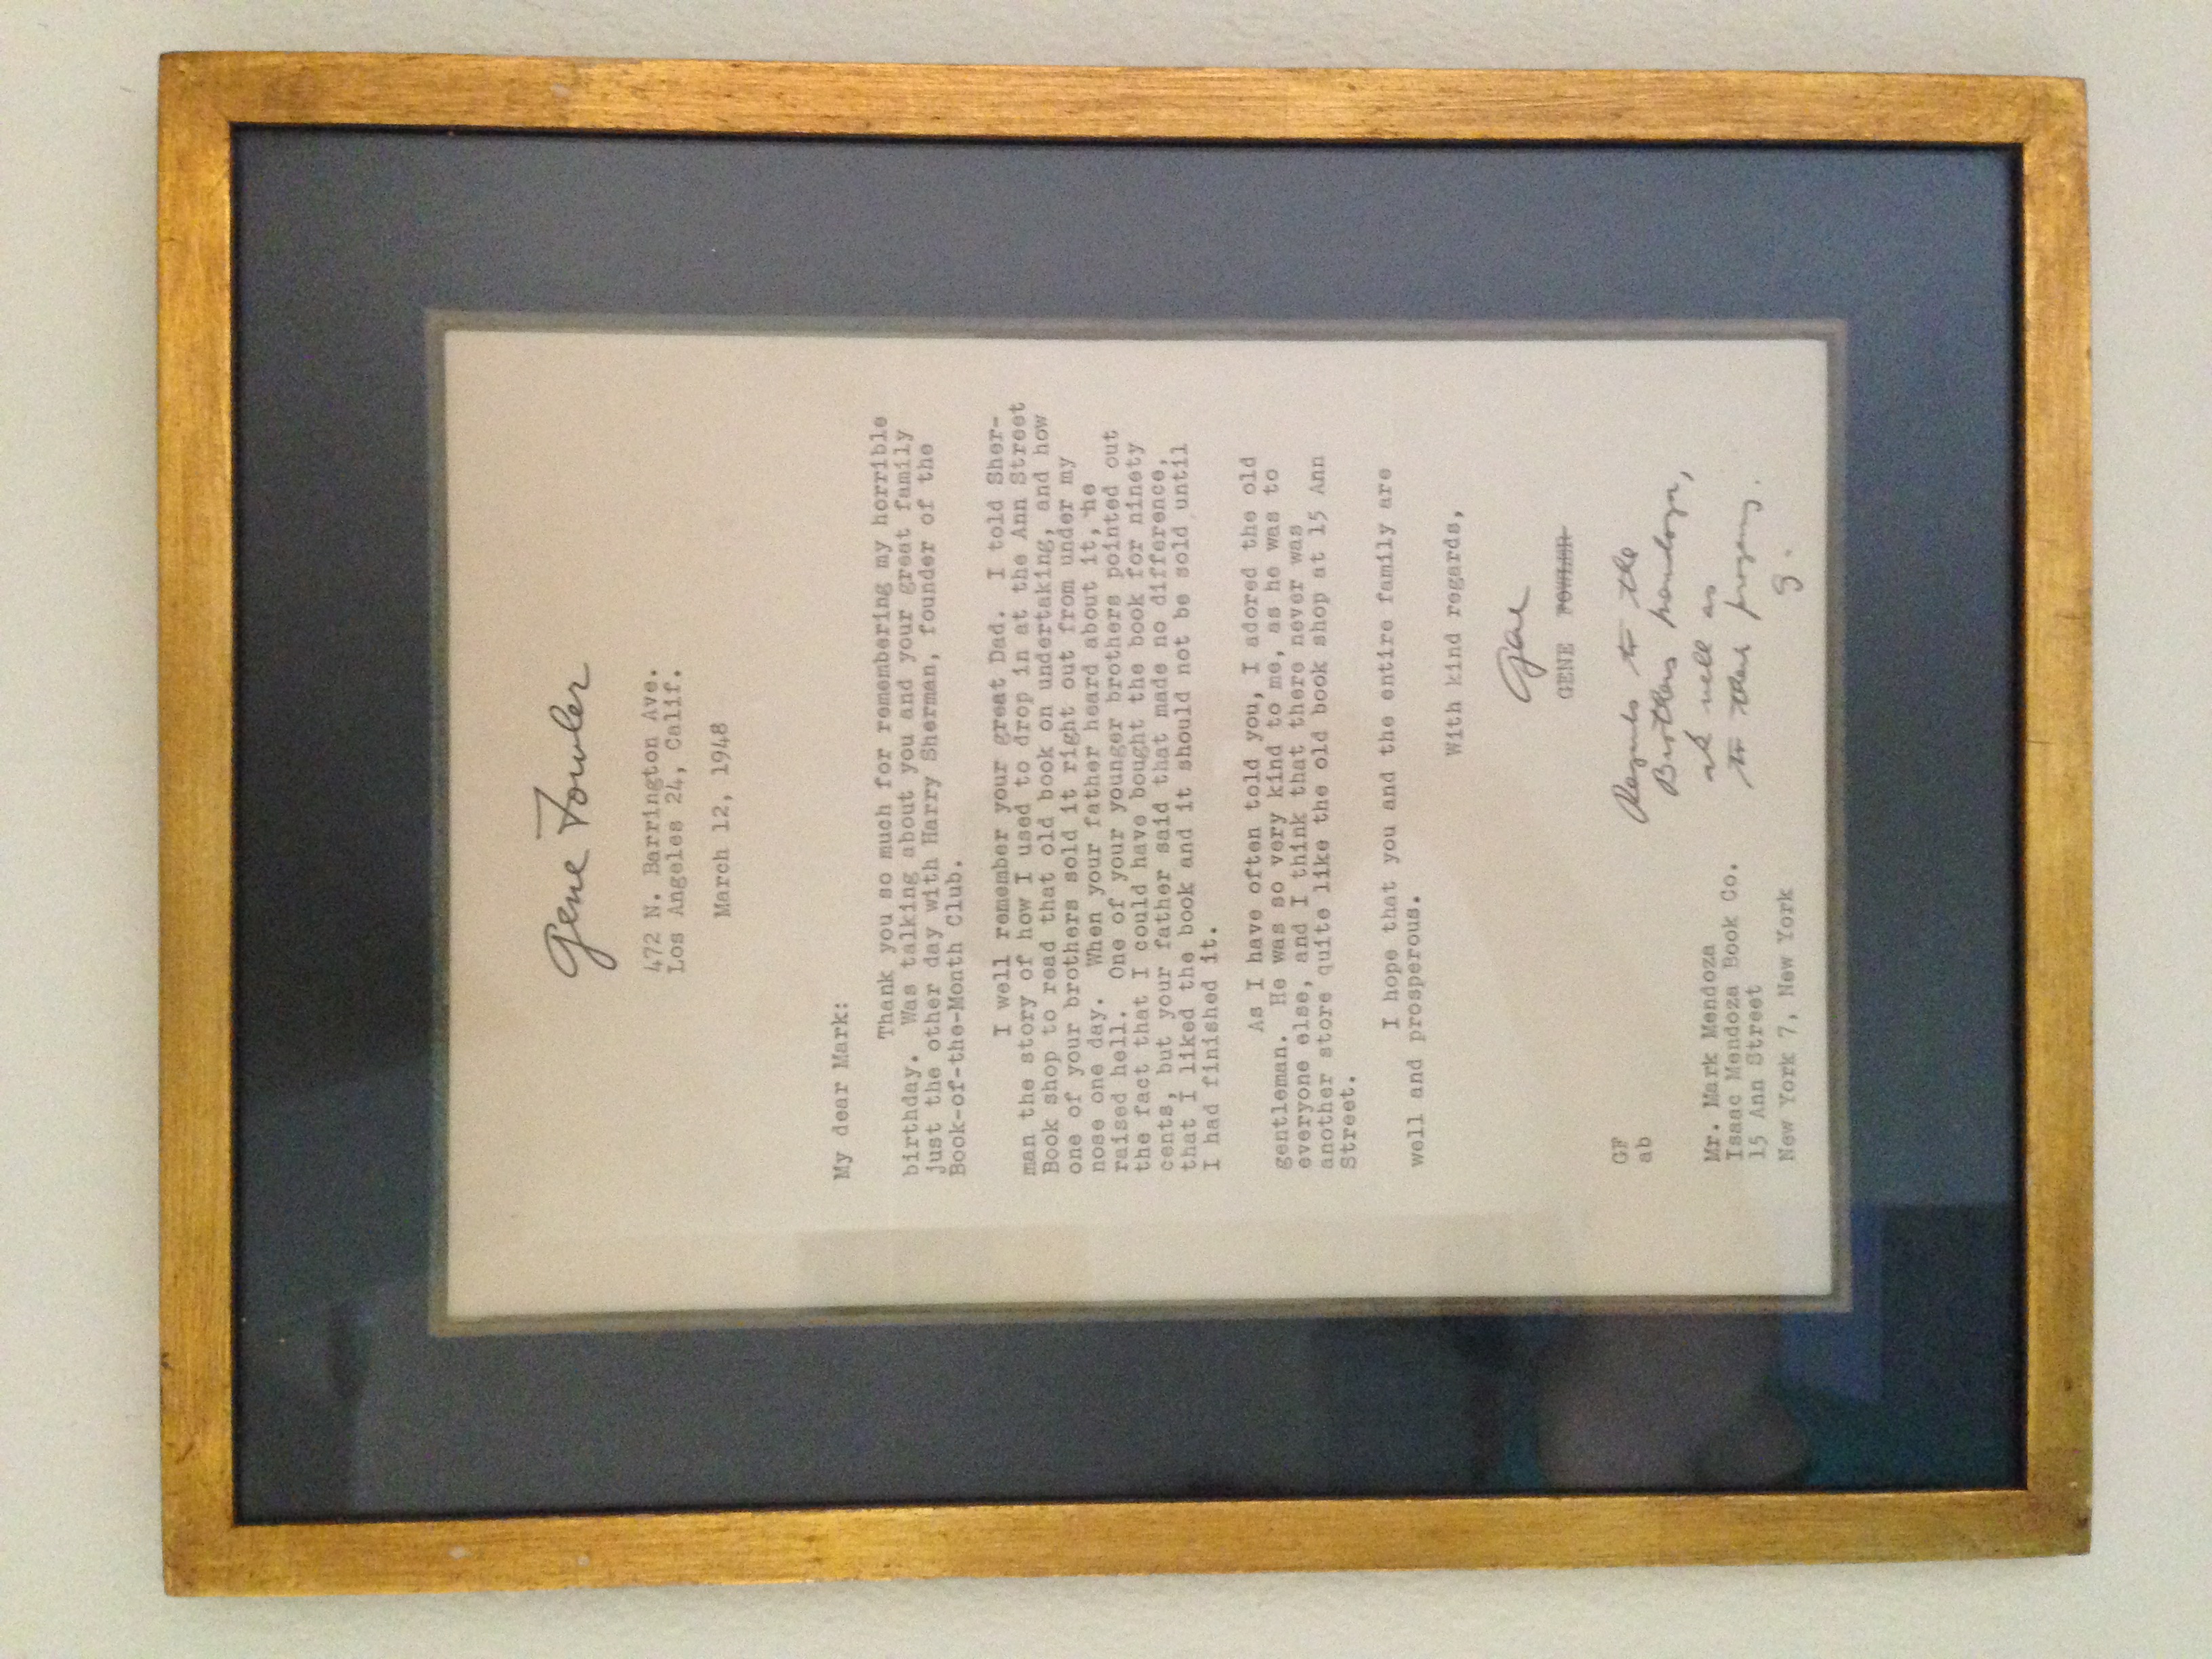 Gene Fowler
472 N. Barrington Ave.
Los Angeles 24, Calif.
March 12, 1948
My dear Mark:
Thank you so much for remembering my horrible
birthday. Was talking about you and your great family
just the other day with Harry Sherman, founder of the
Book-of-the-Month Club.
I well remember your great Dad. I told Sher-
man the story of how I used to drop in at the Ann Street
Book shop to read that old book on undertaking, and how
one of your brothers sold it right out from under my
nose one day. When your father heard about it, he
raised hell. One of your younger brothers pointed out
the fact that I could have bought the book for ninety
cents, but your father said that made no difference,
that I liked the book and it should not be sold until
I had finished it.
As I have often told you, I adored the old
gentleman. He was so very kind to me, as he was to
everyone else, and I think that there never was
another store quite like the old book shop at 15 Ann
Street.
I hope that you and the entire family are
well and prosperous.
With kind regards,
Gene
GENE FOWLER
GF
ab
Regards to the
Brothers Mendoza,
as well as
to their progeny.
G.
Mr. Mark Mendoza
Isaac Mendoza Book Co.
15 Ann Street
New York 7, New York